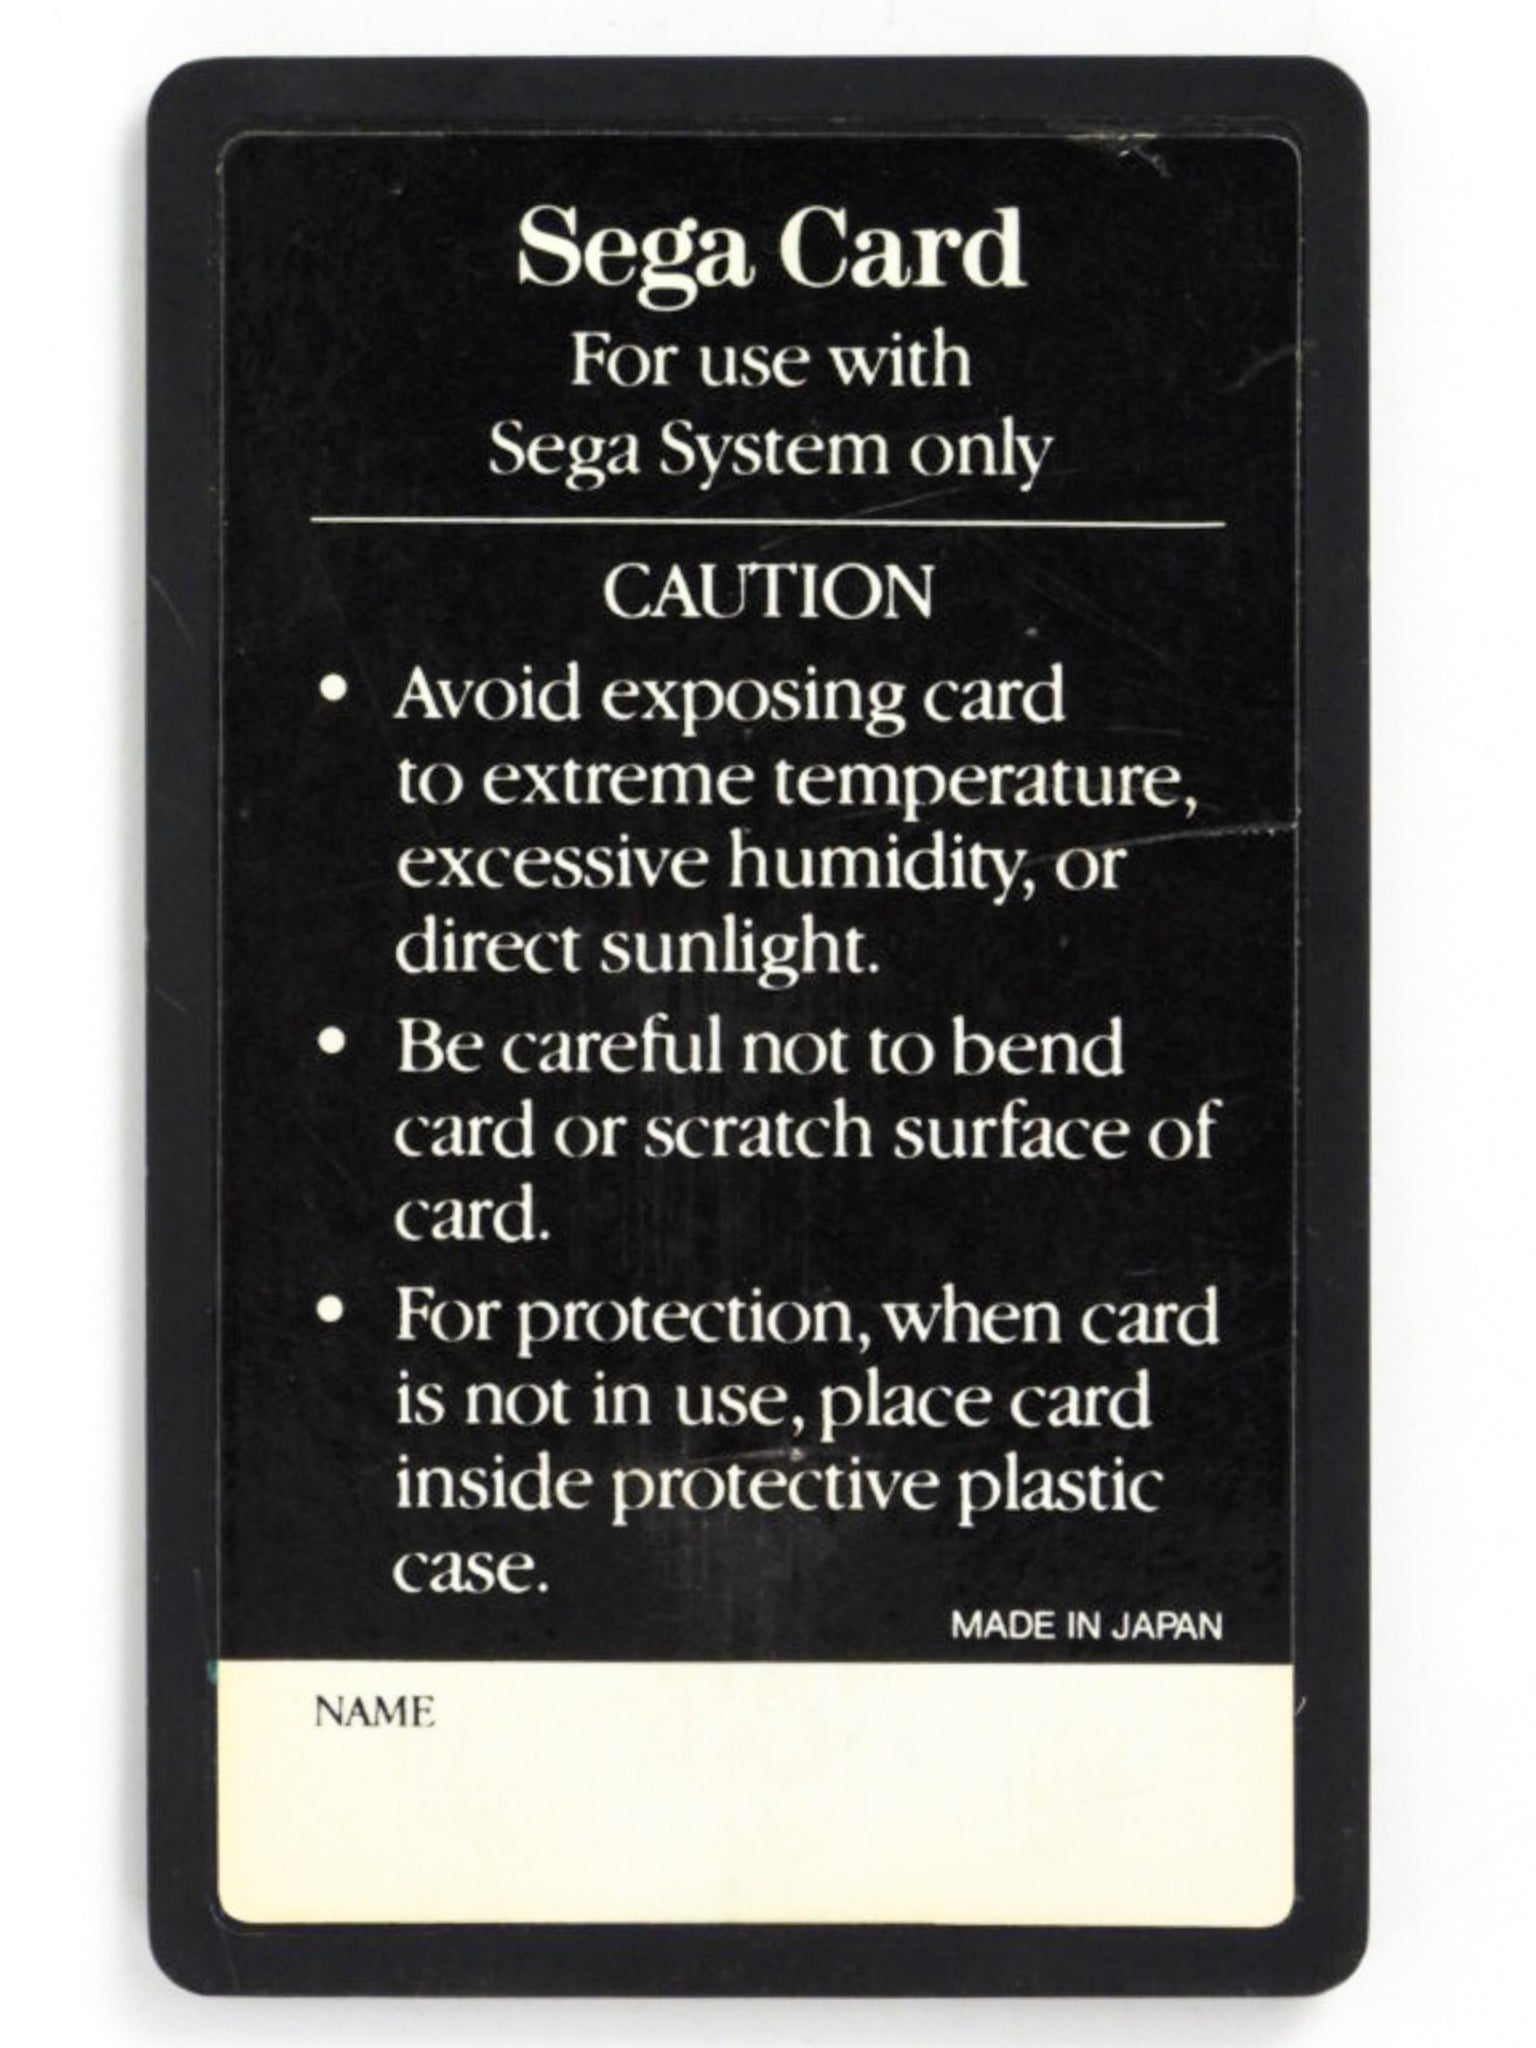 Sega Card
For use with
Sega System only
CAUTION
• Avoid exposing card
to extreme temperature,
excessive humidity, or
direct sunlight.
• Be careful not to bend
card or scratch surface of
card.
• For protection, when card
is not in use, place card
inside protective plastic
case.
MADE IN JAPAN
NAME